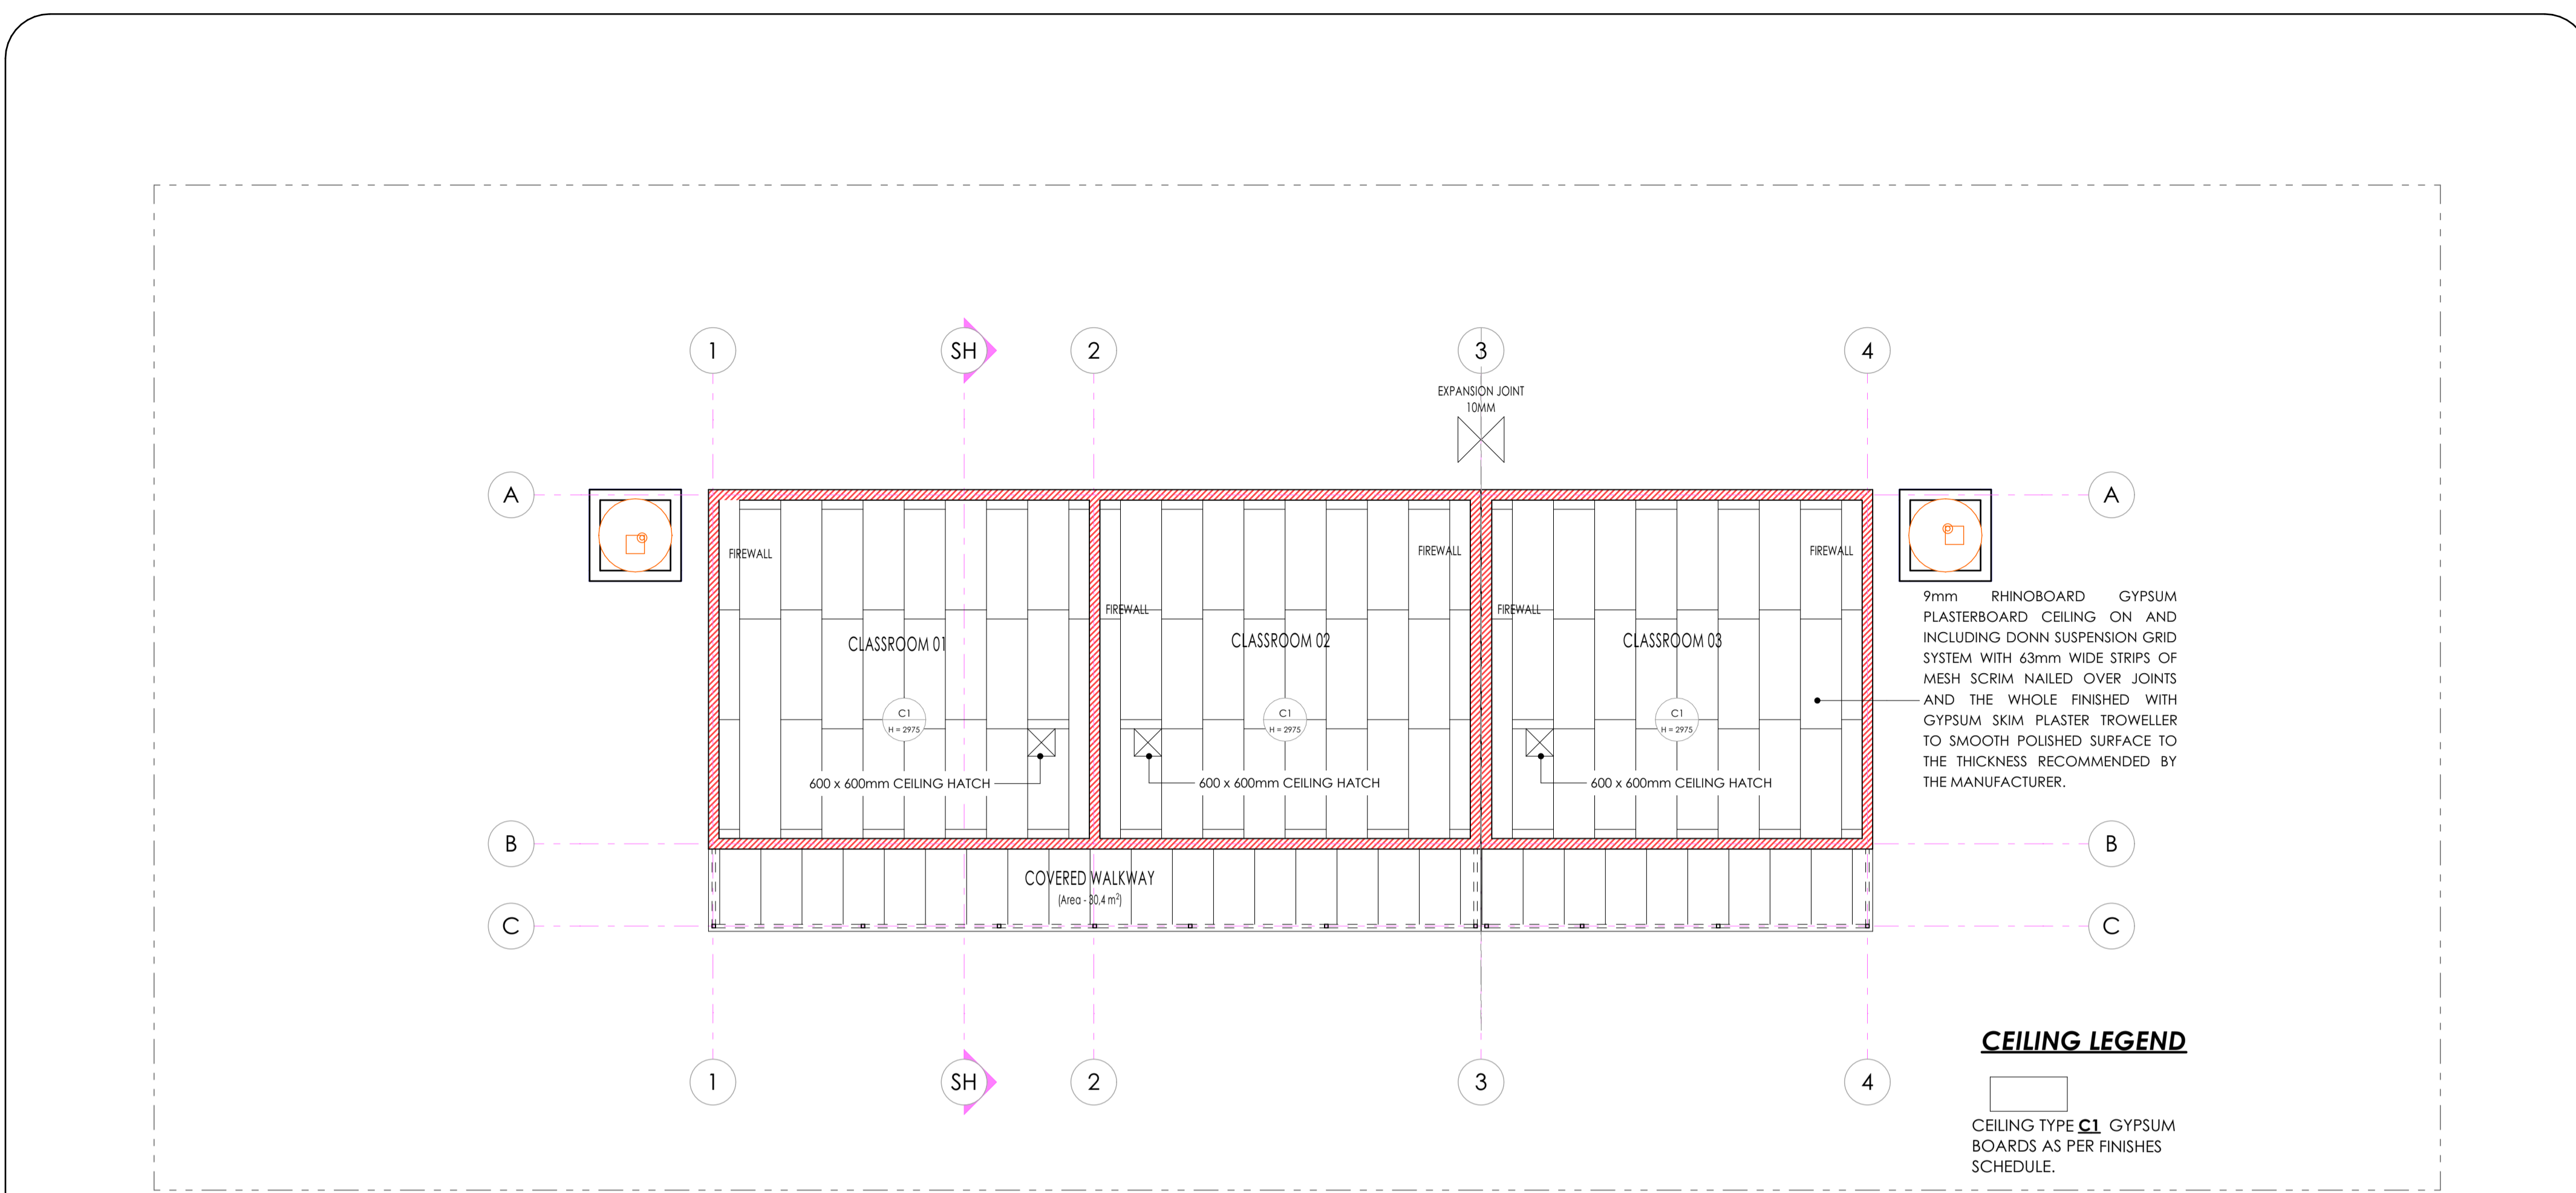 1
SH
2
3
4
EXPANSION JOINT
10MM
A
A
FIREWALL
FIREWALL
FIREWALL
FIREWALL
FIREWALL
CLASSROOM 01
CLASSROOM 02
CLASSROOM 03
C1
H = 2975
C1
H = 2975
C1
H = 2975
600 x 600mm CEILING HATCH
600 x 600mm CEILING HATCH
600 x 600mm CEILING HATCH
9mm RHINOBOARD GYPSUM
PLASTERBOARD CEILING ON AND
INCLUDING DONN SUSPENSION GRID
SYSTEM WITH 63mm WIDE STRIPS OF
MESH SCRIM NAILED OVER JOINTS
AND THE WHOLE FINISHED WITH
GYPSUM SKIM PLASTER TROWELLER
TO SMOOTH POLISHED SURFACE TO
THE THICKNESS RECOMMENDED BY
THE MANUFACTURER.
B
B
COVERED WALKWAY
(Area - 30,4 m²)
C
C
1
SH
2
3
4
CEILING LEGEND
CEILING TYPE C1 GYPSUM
BOARDS AS PER FINISHES
SCHEDULE.